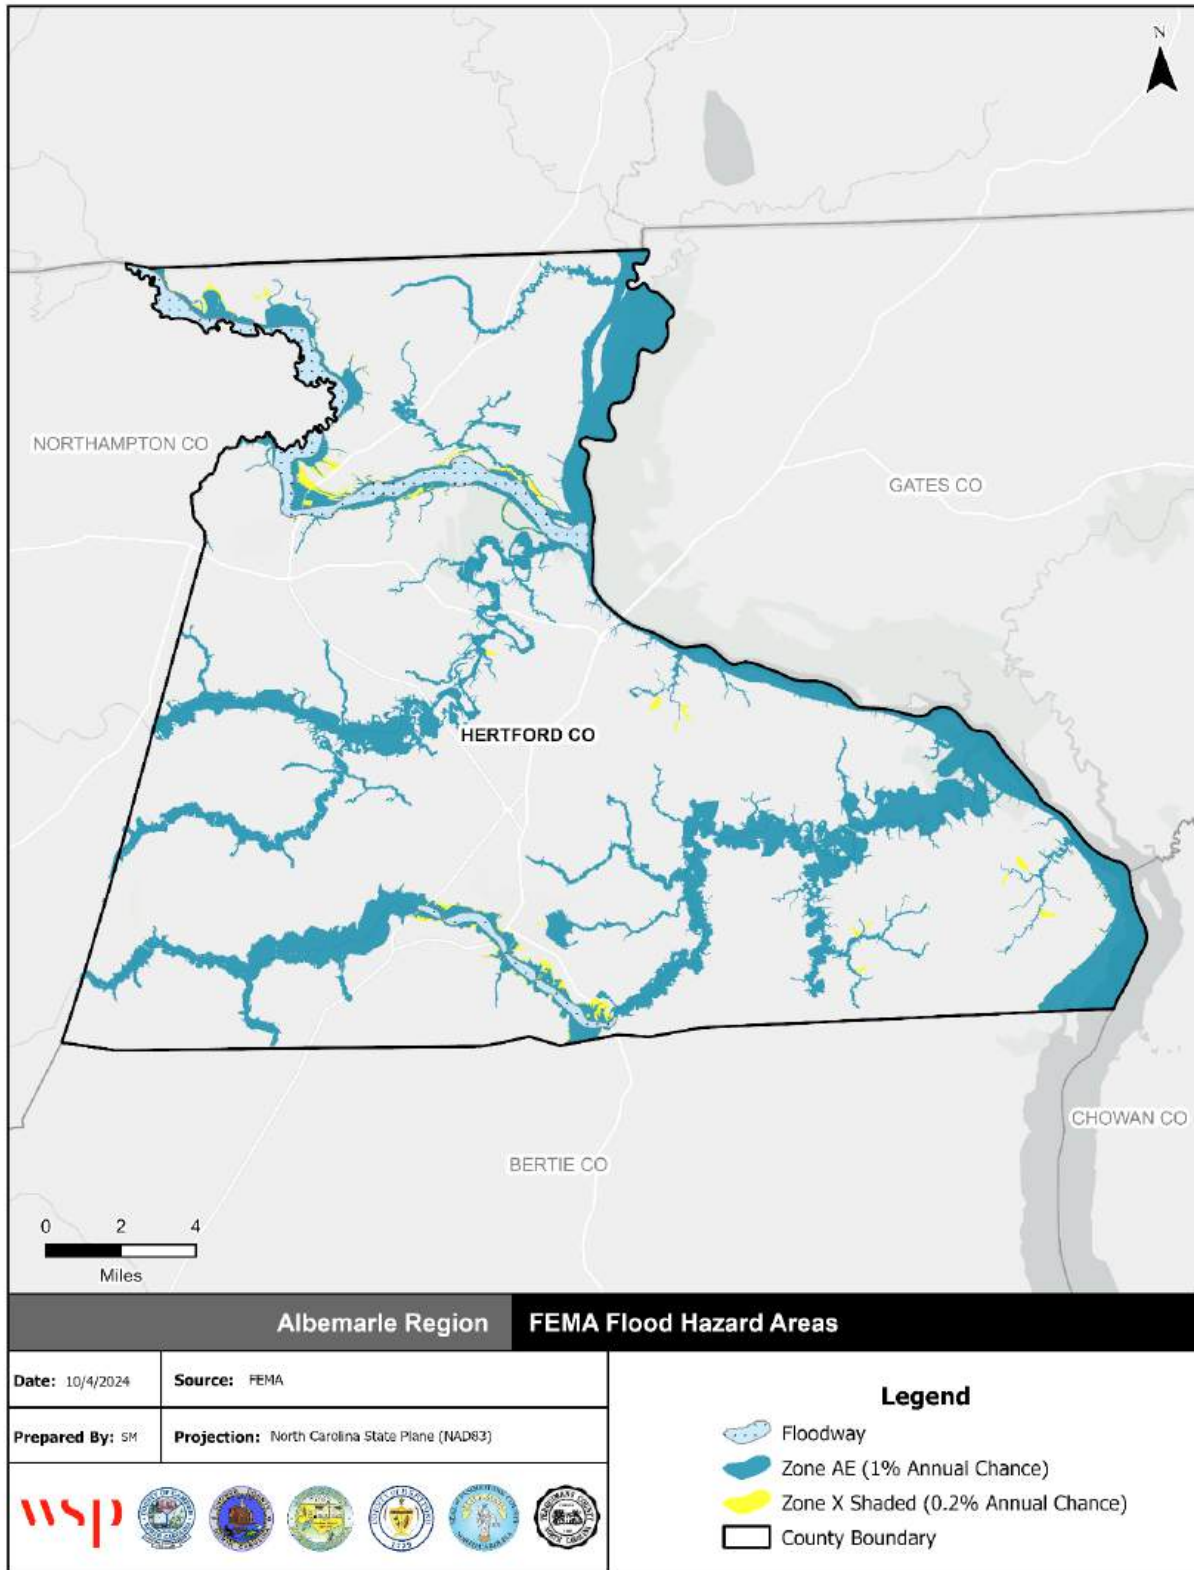 N
NORTHAMPTON CO
GATES CO
HERTFORD CO
CHOWAN CO
BERTIE CO
0 2 4
Miles
Albemarle Region
FEMA Flood Hazard Areas
Date: 10/4/2024
Source: FEMA
Prepared By: SM
Projection: North Carolina State Plane (NAD83)
wsp
Legend
Floodway
Zone AE (1% Annual Chance)
Zone X Shaded (0.2% Annual Chance)
County Boundary